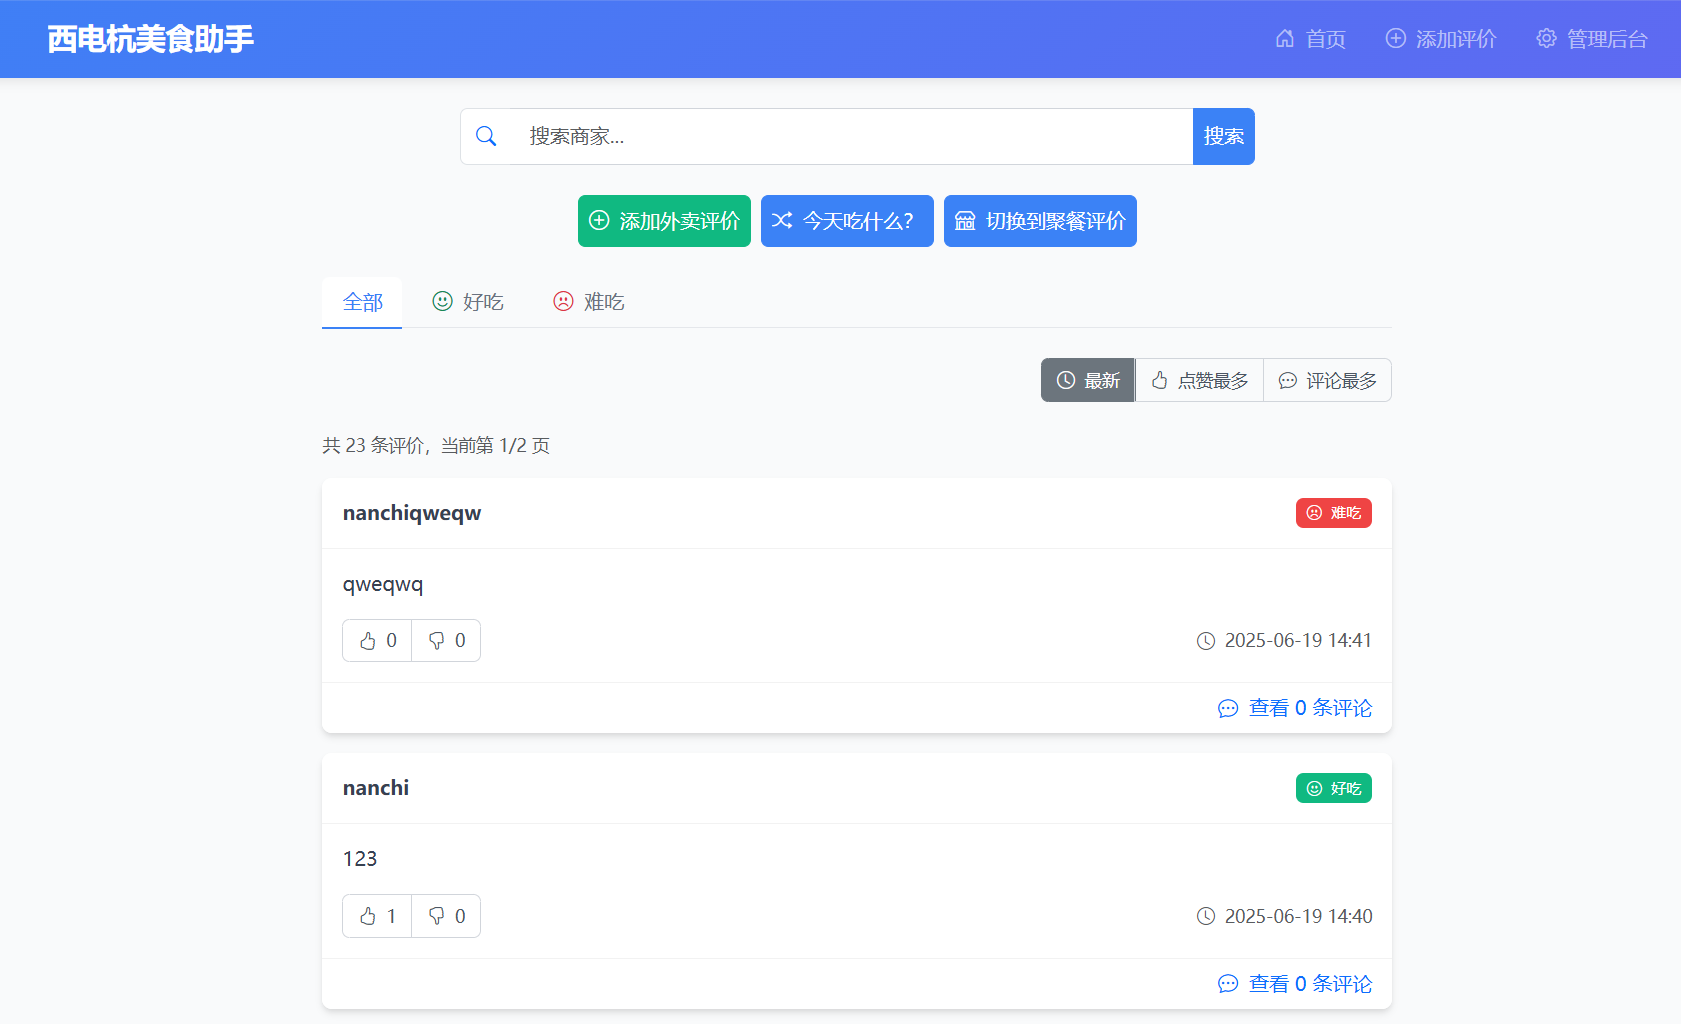 西电杭美食助手
首页
添加评价
管理后台
搜索商家...
搜索
添加外卖评价
今天吃什么？
切换到聚餐评价
全部
好吃
难吃
最新
点赞最多
评论最多
共 23 条评价，当前第 1/2 页
nanchiqweqw
难吃
qweqwq
0
0
2025-06-19 14:41
查看 0 条评论
nanchi
好吃
123
1
0
2025-06-19 14:40
查看 0 条评论